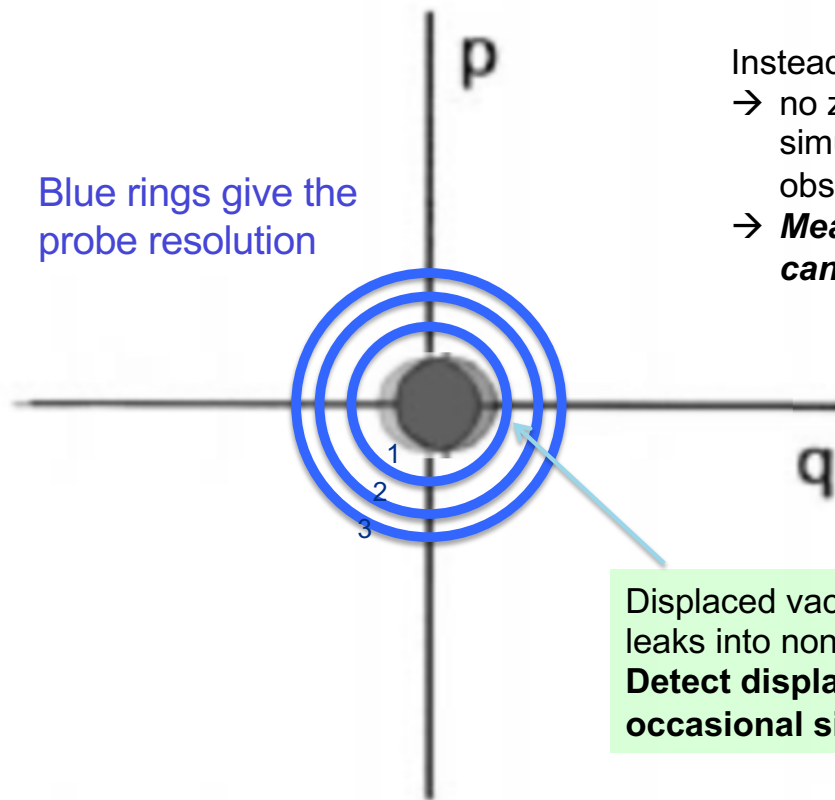 p
Instead
→ no z
simu
obs
→ Mea
can
Blue rings give the
probe resolution
1
2
3
q
Displaced vac
leaks into non
Detect displa
occasional si